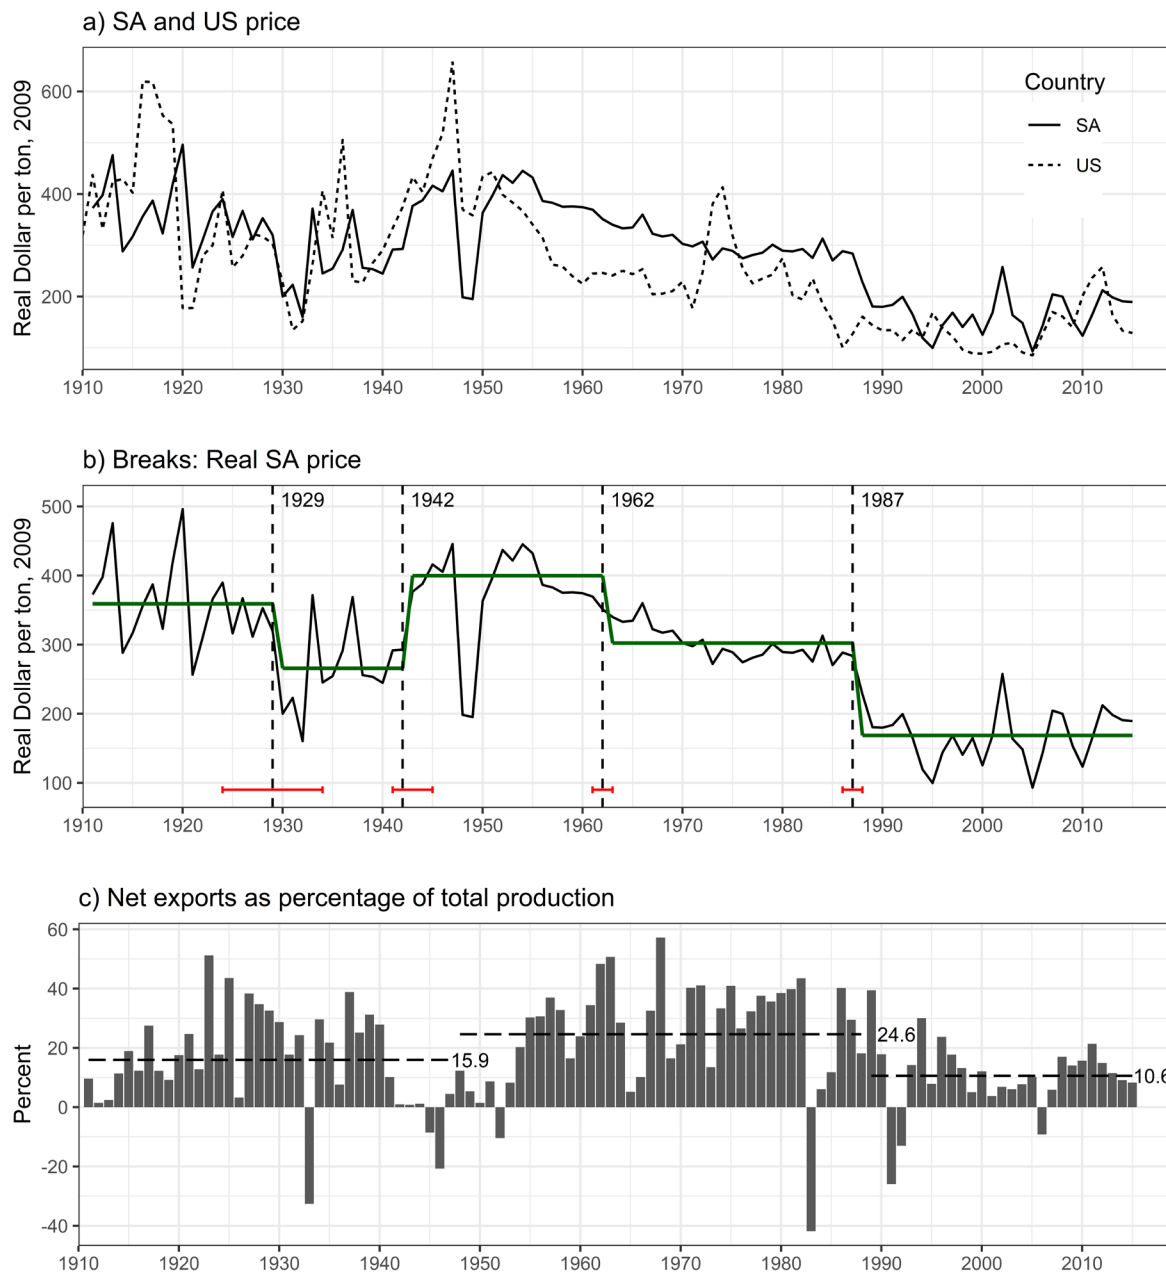 a) SA and US price
Real Dollar per ton, 2009
600
400
200
Country
SA
US
1910 1920 1930 1940 1950 1960 1970 1980 1990 2000 2010
b) Breaks: Real SA price
Real Dollar per ton, 2009
1929 1942 1962 1987
500
400
300
200
100
1910 1920 1930 1940 1950 1960 1970 1980 1990 2000 2010
c) Net exports as percentage of total production
Percent
60
40
20
0
-20
-40
15.9
24.6
10.6
1910 1920 1930 1940 1950 1960 1970 1980 1990 2000 2010